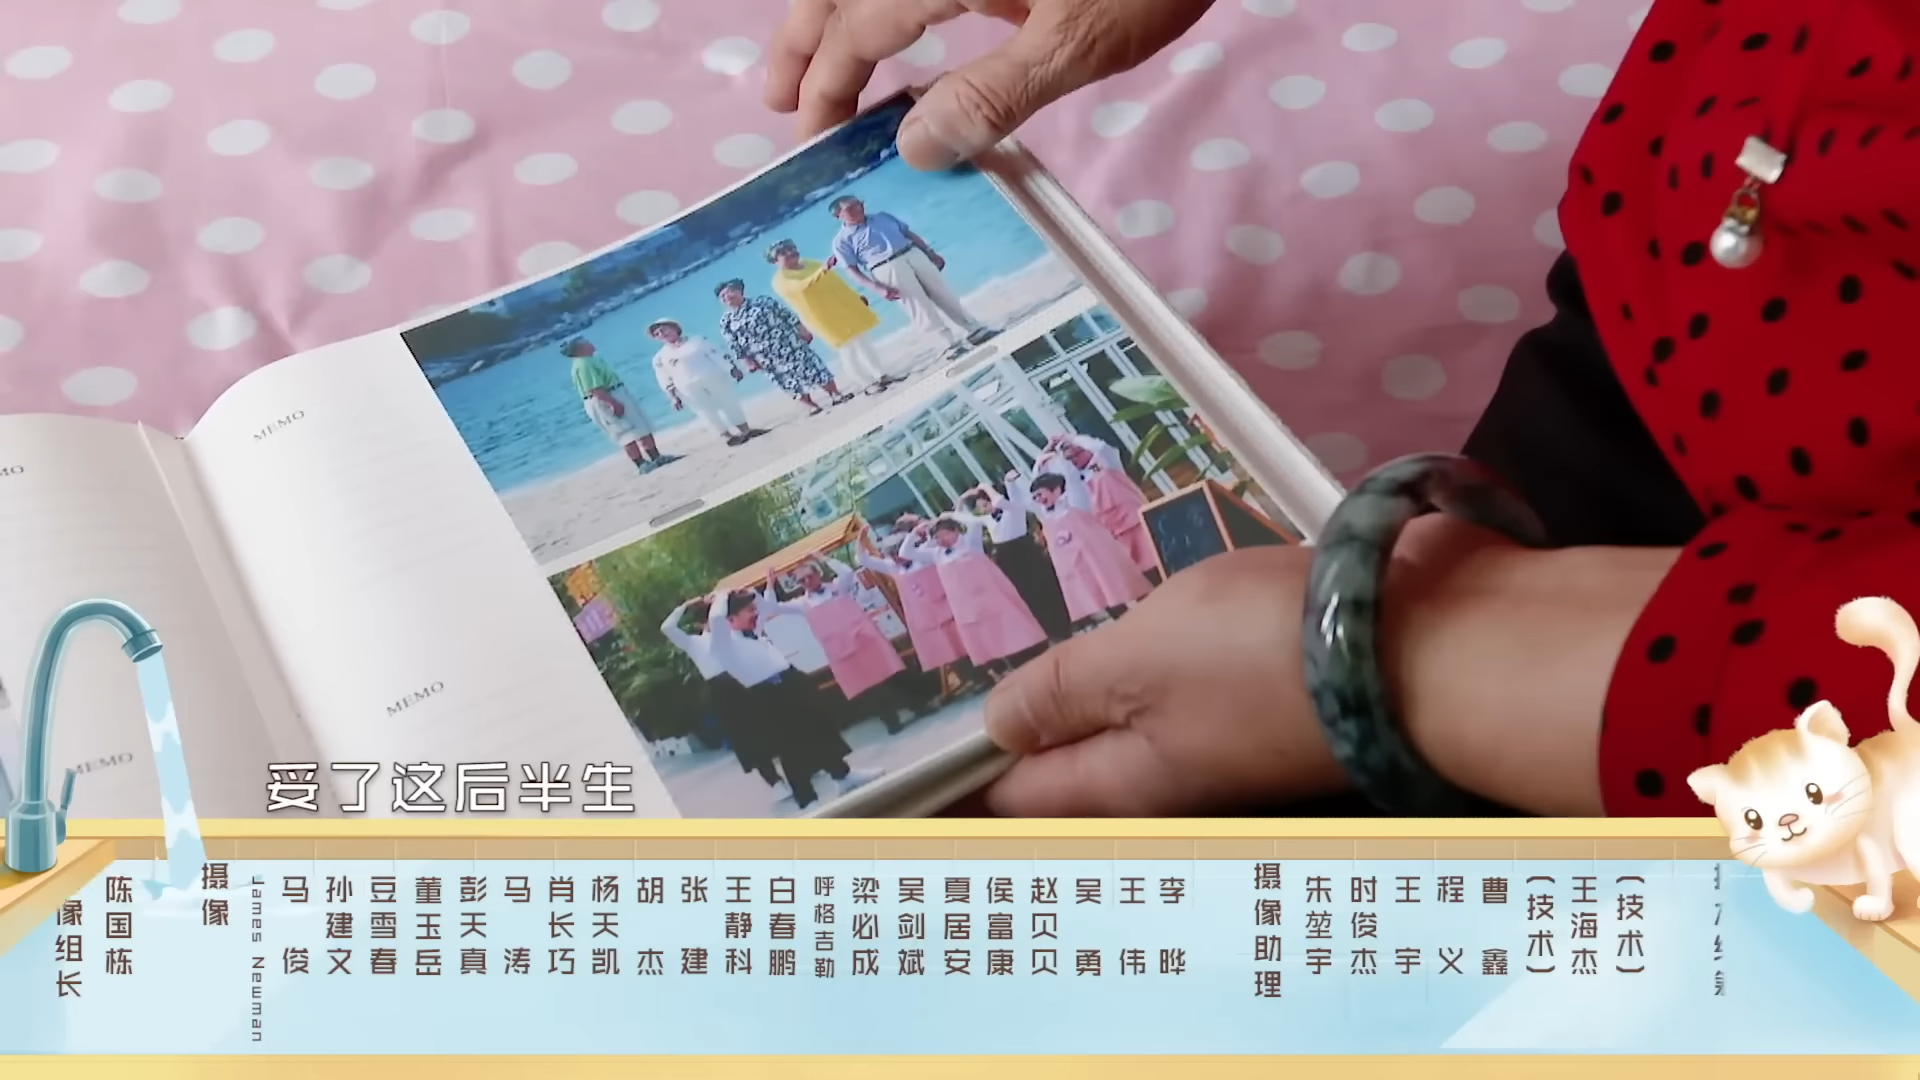 MEMO
MEMO
MEMO
妥了这后半生
像组长
陈国栋
摄像
James Newman
马俊
孙建文
豆雪春
董玉岳
彭天真
马涛
肖长巧
杨天凯
胡杰
张建
王静科
白春鹏
呼格吉勒
梁必成
吴剑斌
夏居安
侯富康
赵贝贝
吴勇
王伟
李晔
摄像助理
朱堃宇
时俊杰
王宇
程义
曹鑫
(技术)
王海杰
(技术)